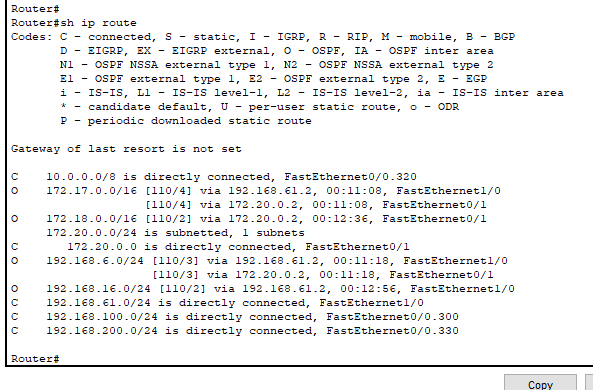 Router#
Router#sh ip route
Codes: C - connected, S - static, I - IGRP, R - RIP, M - mobile, B - BGP
       D - EIGRP, EX - EIGRP external, O - OSPF, IA - OSPF inter area
       N1 - OSPF NSSA external type 1, N2 - OSPF NSSA external type 2
       E1 - OSPF external type 1, E2 - OSPF external type 2, E - EGP
       i - IS-IS, L1 - IS-IS level-1, L2 - IS-IS level-2, ia - IS-IS inter area
       * - candidate default, U - per-user static route, o - ODR
       P - periodic downloaded static route

Gateway of last resort is not set

C    10.0.0.0/8 is directly connected, FastEthernet0/0.320
O    172.17.0.0/16 [110/4] via 192.168.61.2, 00:11:08, FastEthernet1/0
                   [110/4] via 172.20.0.2, 00:11:08, FastEthernet0/1
O    172.18.0.0/16 [110/2] via 172.20.0.2, 00:12:36, FastEthernet0/1
     172.20.0.0/24 is subnetted, 1 subnets
C       172.20.0.0 is directly connected, FastEthernet0/1
O    192.168.6.0/24 [110/3] via 192.168.61.2, 00:11:18, FastEthernet1/0
                    [110/3] via 172.20.0.2, 00:11:18, FastEthernet0/1
O    192.168.16.0/24 [110/2] via 192.168.61.2, 00:12:56, FastEthernet1/0
C    192.168.61.0/24 is directly connected, FastEthernet1/0
C    192.168.100.0/24 is directly connected, FastEthernet0/0.300
C    192.168.200.0/24 is directly connected, FastEthernet0/0.330

Router#
Copy